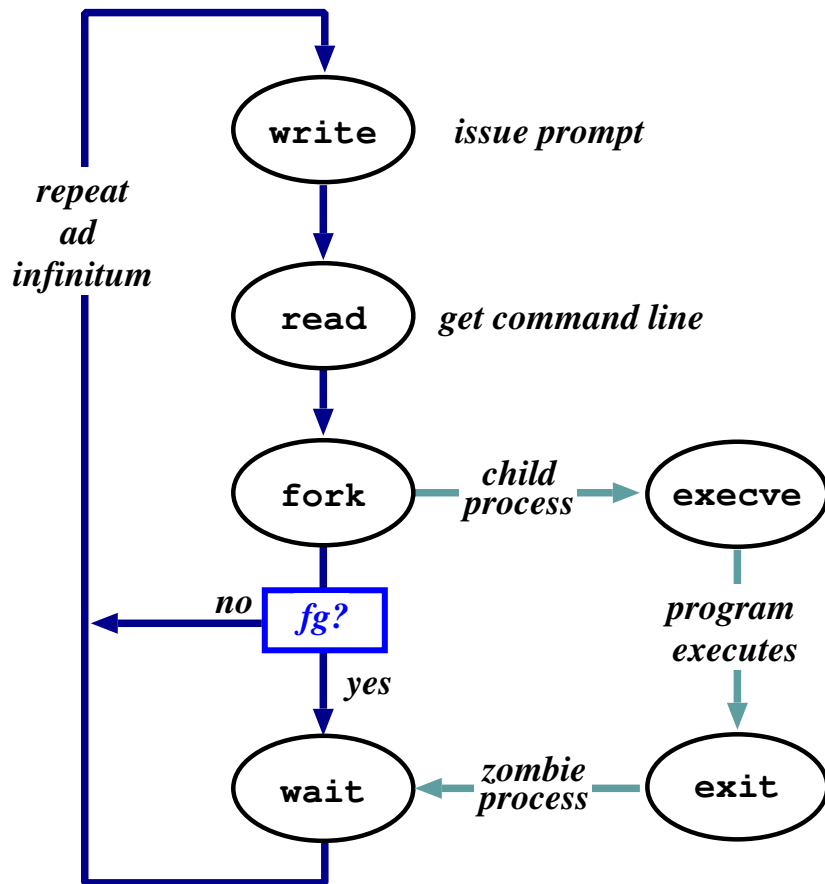 write
issue prompt
repeat
ad
infinitum
read
get command line
fork
child
process
execve
no
fg?
program
executes
yes
wait
zombie
process
exit